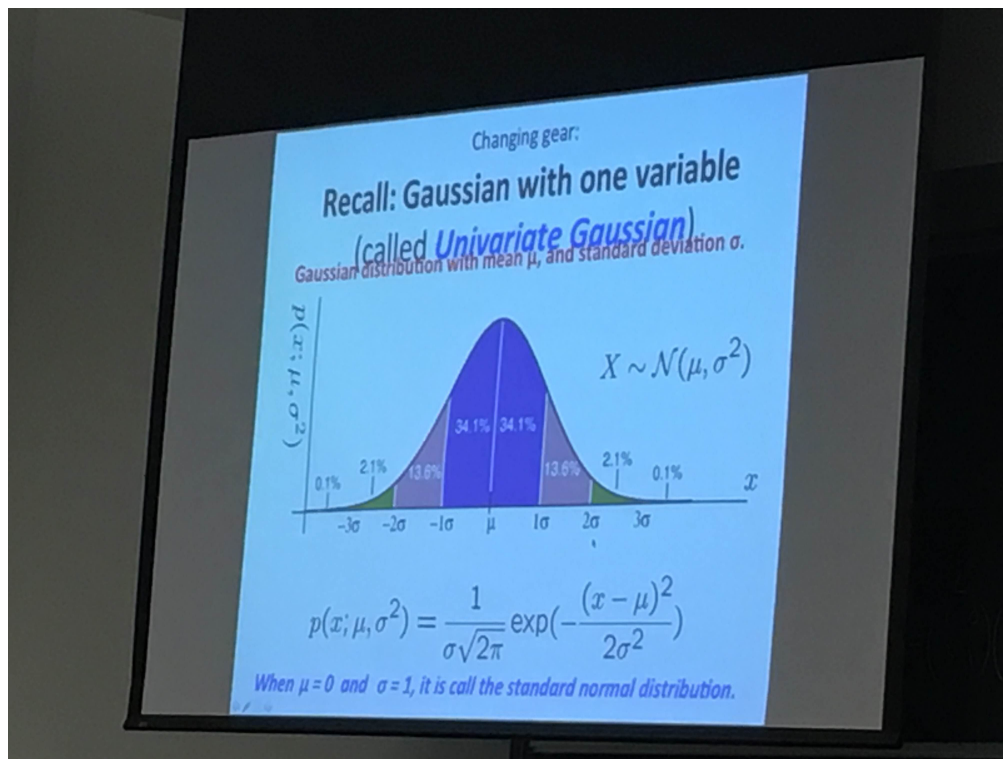 Changing gear:
Recall: Gaussian with one variable
(called Univariate Gaussian)
Gaussian distribution with mean μ, and standard deviation σ.
p(x; μ, σ²)
X ~ N(μ, σ²)
34.1% 34.1%
0.1% 2.1% 13.6% 13.6% 2.1% 0.1%
x
−3σ −2σ −1σ μ 1σ 2σ 3σ
p(x; μ, σ²) = 1/(σ√2π) exp(−(x − μ)²/2σ²)
When μ = 0 and σ = 1, it is call the standard normal distribution.